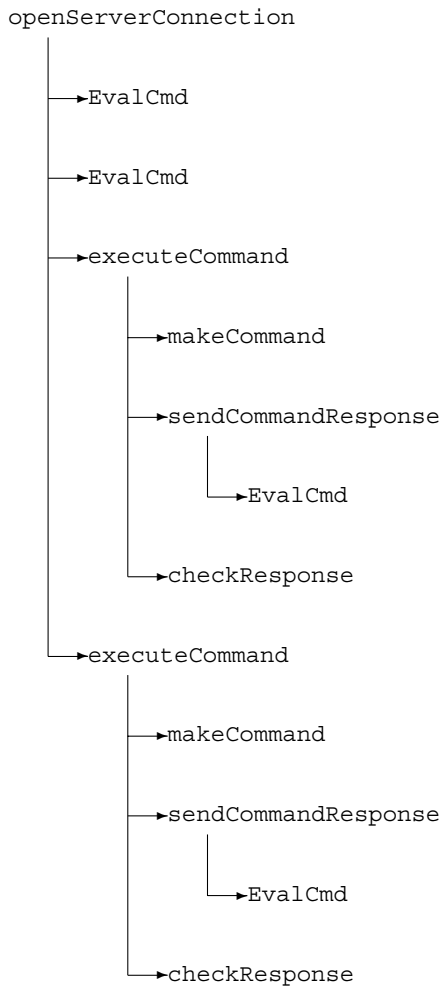 openServerConnection
EvalCmd
EvalCmd
executeCommand
makeCommand
sendCommandResponse
EvalCmd
checkResponse
executeCommand
makeCommand
sendCommandResponse
EvalCmd
checkResponse